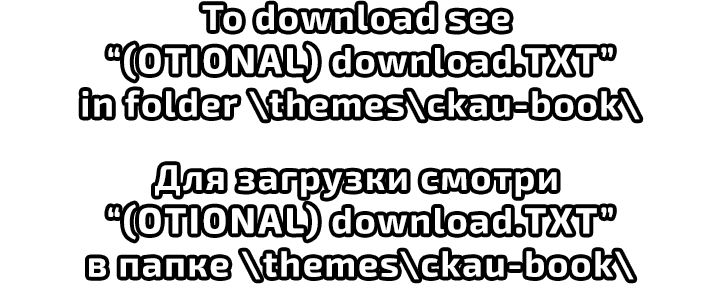 To download see
“(OTIONAL) download.TXT”
in folder \themes\ckau-book\
Для загрузки смотри
“(OTIONAL) download.TXT”
в папке \themes\ckau-book\